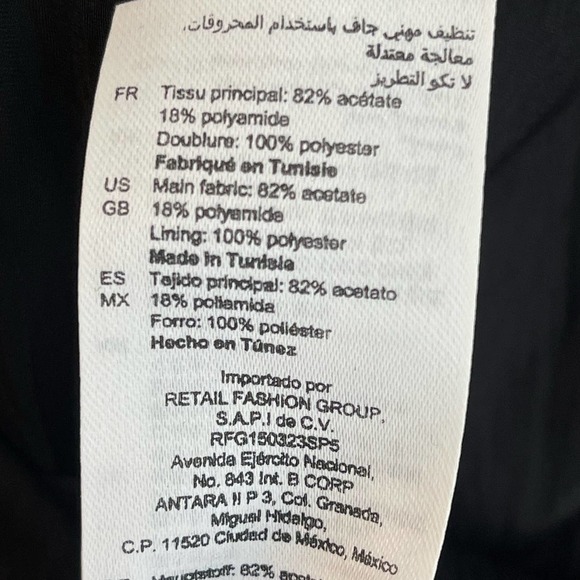 تنظيف مهني جاف باستخدام المحروقات.
معالجة معتدلة
لا تكو التطريز
FR Tissu principal: 82% acétate
18% polyamide
Doublure: 100% polyester
Fabriqué en Tunisie
US Main fabric: 82% acetate
GB 18% polyamide
Lining: 100% polyester
Made in Tunisia
ES Tejido principal: 82% acetato
MX 18% poliamida
Forro: 100% poliéster
Hecho en Túnez
Importado por
RETAIL FASHION GROUP,
S.A.P.I de C.V.
RFG150323SP5
Avenida Ejército Nacional,
No. 843 Int. B CORP
ANTARA II P 3, Col. Granada,
Miguel Hidalgo,
C.P. 11520 Ciudad de México, México
82%